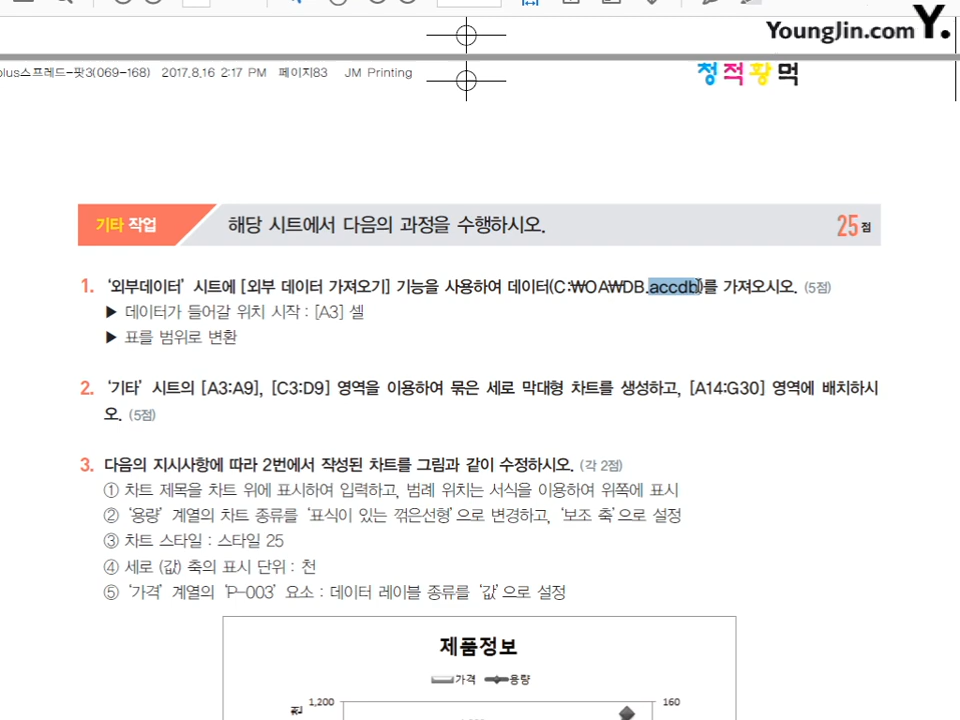 YoungJin.com Y.
plus스프레드-팟3(069-168) 2017.8.16 2:17 PM 페이지83 JM Printing
청적황먹
기타 작업 해당 시트에서 다음의 과정을 수행하시오. 25점
1. ‘외부데이터’ 시트에 [외부 데이터 가져오기] 기능을 사용하여 데이터(C:₩OA₩DB.accdb)를 가져오시오. (5점)
▶ 데이터가 들어갈 위치 시작 : [A3] 셀
▶ 표를 범위로 변환
2. ‘기타’ 시트의 [A3:A9], [C3:D9] 영역을 이용하여 묶은 세로 막대형 차트를 생성하고, [A14:G30] 영역에 배치하시
오. (5점)
3. 다음의 지시사항에 따라 2번에서 작성된 차트를 그림과 같이 수정하시오. (각 2점)
① 차트 제목을 차트 위에 표시하여 입력하고, 범례 위치는 서식을 이용하여 위쪽에 표시
② ‘용량’ 계열의 차트 종류를 ‘표식이 있는 꺾은선형’으로 변경하고, ‘보조 축’으로 설정
③ 차트 스타일 : 스타일 25
④ 세로 (값) 축의 표시 단위 : 천
⑤ ‘가격’ 계열의 ‘P-003’ 요소 : 데이터 레이블 종류를 ‘값’으로 설정
제품정보
가격 용량
1,200 160